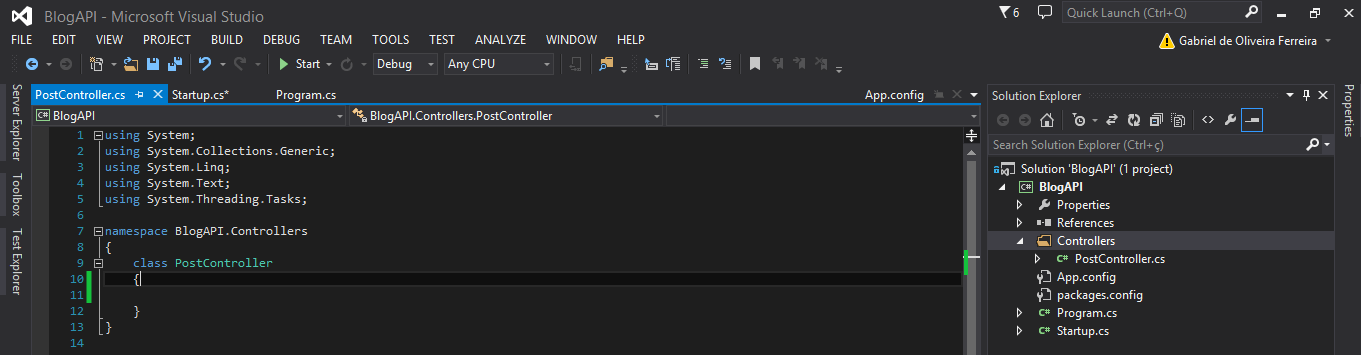 BlogAPI - Microsoft Visual Studio
6
Quick Launch (Ctrl+Q)
FILE EDIT VIEW PROJECT BUILD DEBUG TEAM TOOLS TEST ANALYZE WINDOW HELP
Gabriel de Oliveira Ferreira
Start Debug Any CPU
Server Explorer
Toolbox
Test Explorer
PostController.cs Startup.cs* Program.cs App.config
BlogAPI BlogAPI.Controllers.PostController
1 using System;
2 using System.Collections.Generic;
3 using System.Linq;
4 using System.Text;
5 using System.Threading.Tasks;
6
7 namespace BlogAPI.Controllers
8 {
9 class PostController
10 {
11
12 }
13 }
14
Solution Explorer
Search Solution Explorer (Ctrl+ç)
Solution 'BlogAPI' (1 project)
C# BlogAPI
Properties
References
Controllers
C# PostController.cs
App.config
packages.config
C# Program.cs
C# Startup.cs
Properties